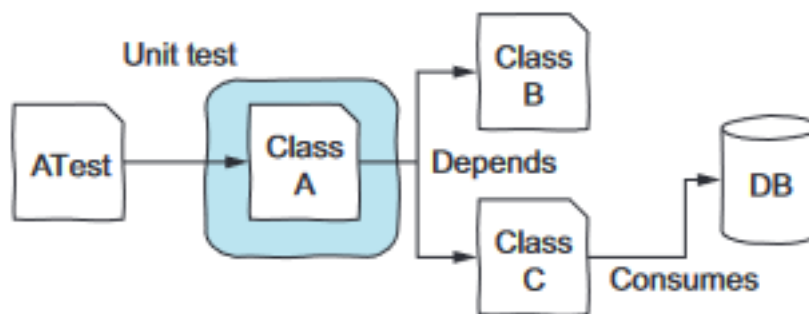 Unit test
ATest
Class
A
Class
B
Depends
Class
C
Consumes
DB